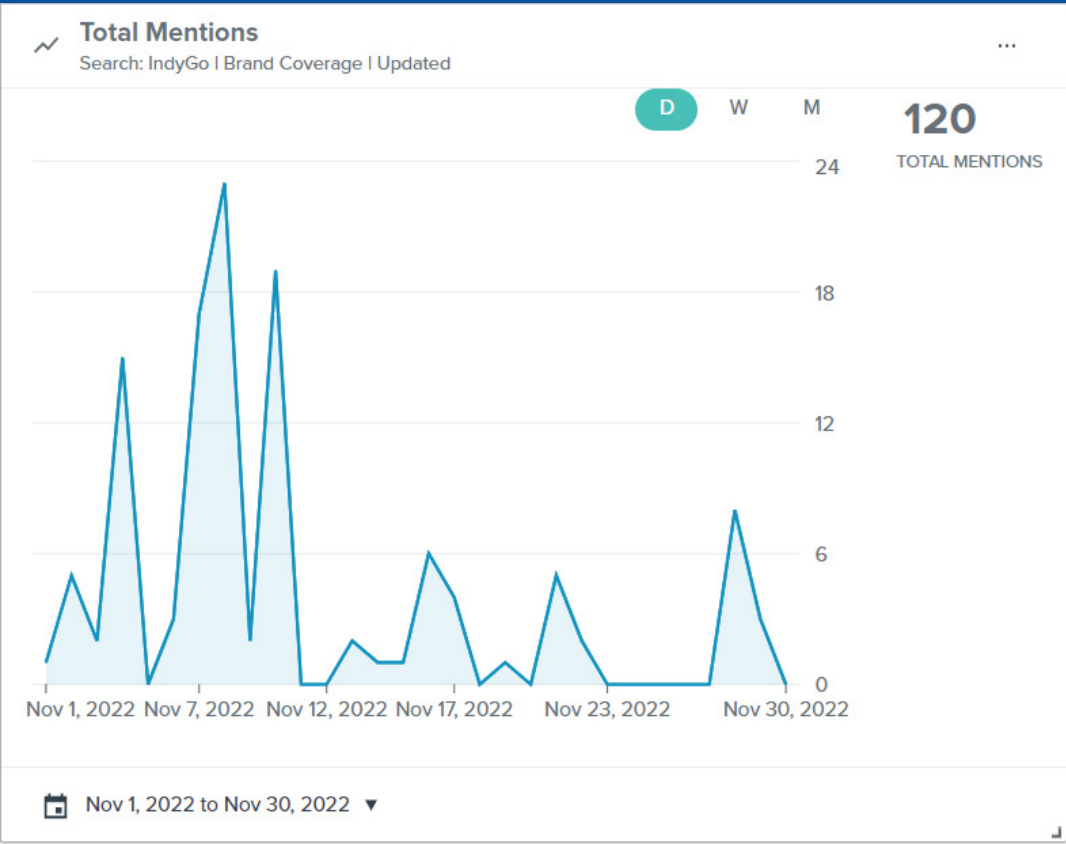 Total Mentions
Search: IndyGo | Brand Coverage | Updated
...
D W M
120
TOTAL MENTIONS
24
18
12
6
0
Nov 1, 2022 Nov 7, 2022 Nov 12, 2022 Nov 17, 2022 Nov 23, 2022 Nov 30, 2022
Nov 1, 2022 to Nov 30, 2022